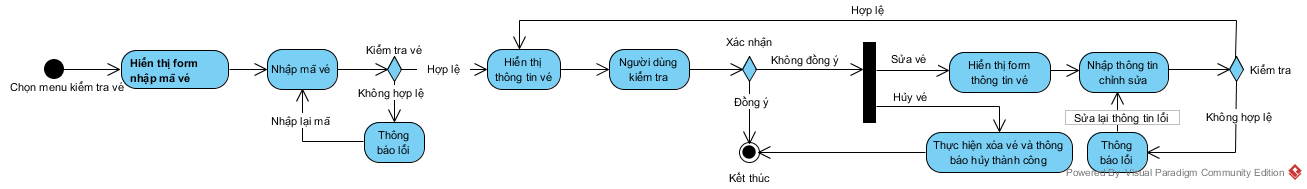 Hợp lệ
Chọn menu kiểm tra vé
Hiển thị form
nhập mã vé
Nhập mã vé
Kiểm tra vé
Hợp lệ
Không hợp lệ
Nhập lại mã
Thông
báo lỗi
Hiển thị
thông tin vé
Người dùng
kiểm tra
Xác nhận
Không đồng ý
Đồng ý
Kết thúc
Sửa vé
Hủy vé
Hiển thị form
thông tin vé
Nhập thông tin
chỉnh sửa
Kiểm tra
Không hợp lệ
Sửa lại thông tin lỗi
Thông
báo lỗi
Thực hiện xóa vé và thông
báo hủy thành công
Powered By Visual Paradigm Community Edition